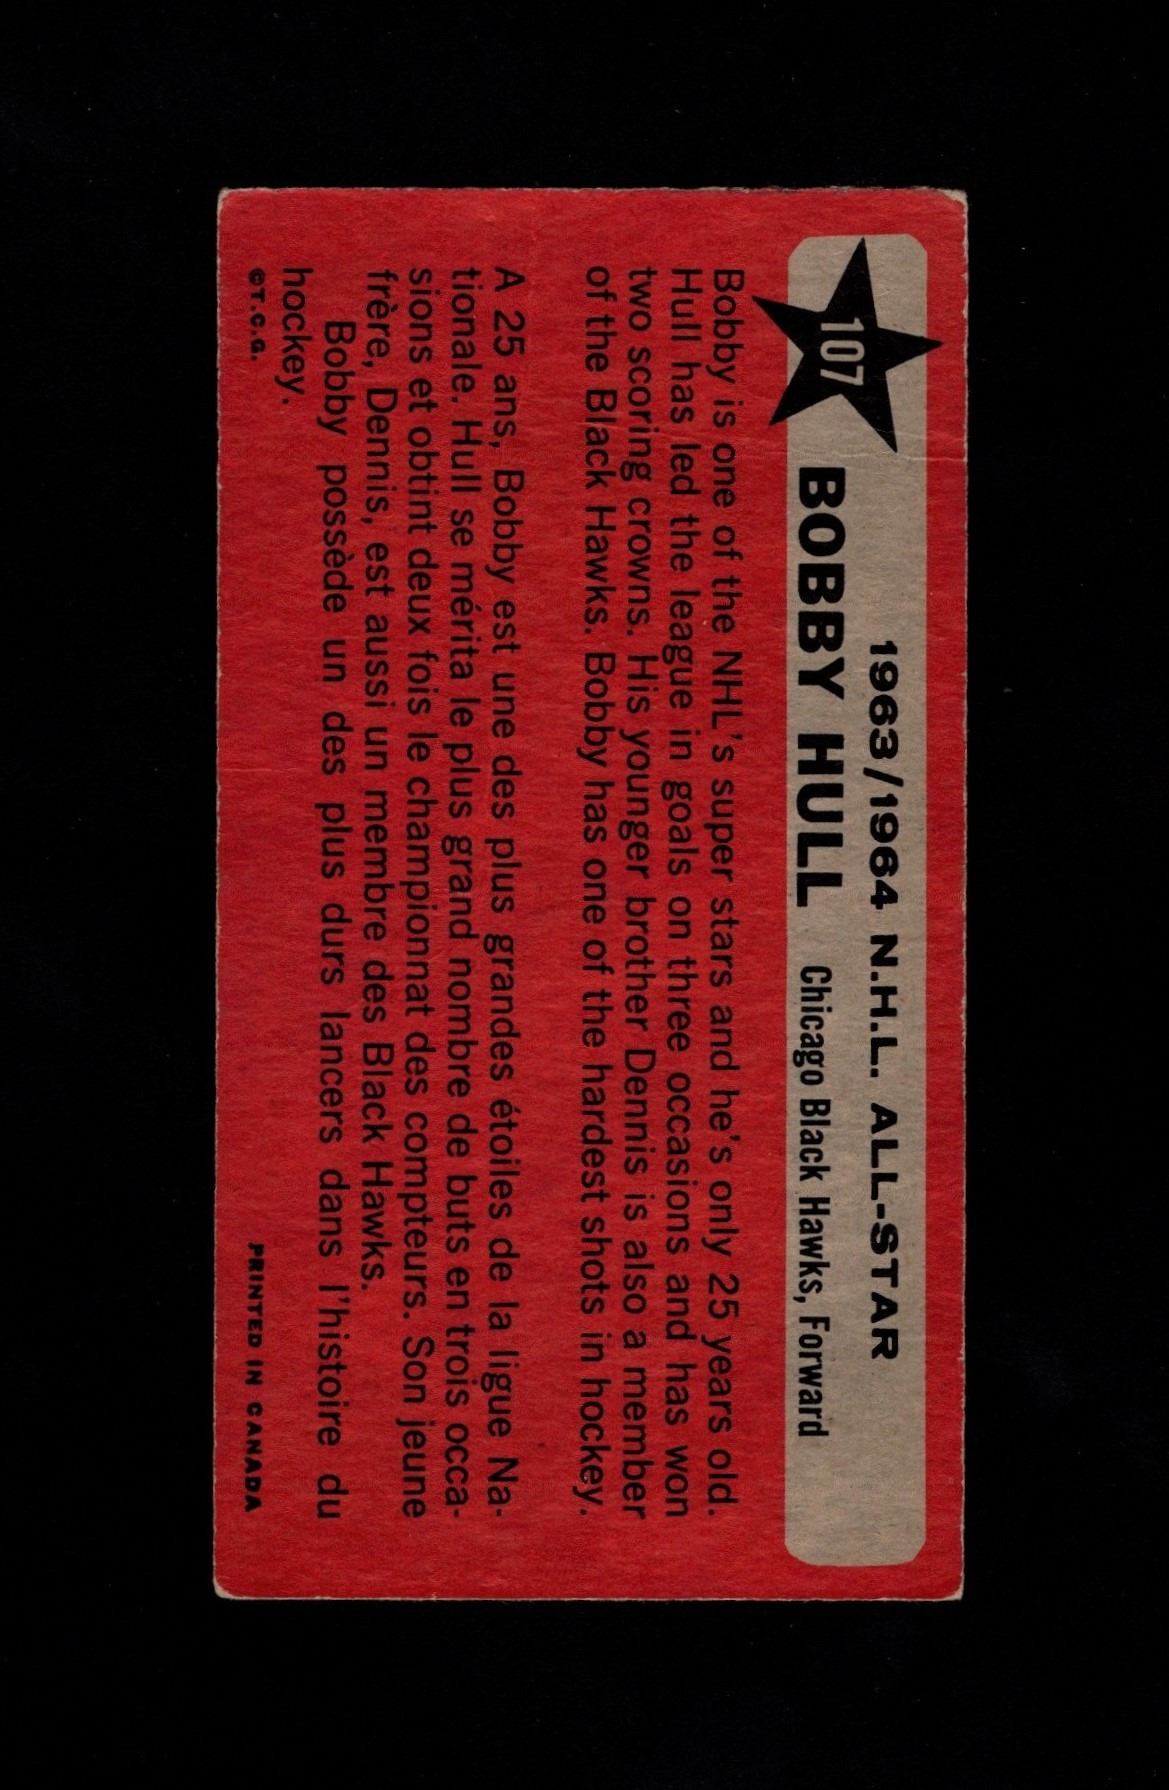 1963/1964 N.H.L. ALL-STAR
107
BOBBY HULL Chicago Black Hawks, Forward
Bobby is one of the NHL's super stars and he's only 25 years old.
Hull has led the league in goals on three occasions and has won
two scoring crowns. His younger brother Dennis is also a member
of the Black Hawks. Bobby has one of the hardest shots in hockey.
A 25 ans, Bobby est une des plus grandes étoiles de la ligue Na-
tionale. Hull se mérita le plus grand nombre de buts en trois occa-
sions et obtint deux fois le championnat des compteurs. Son jeune
frère, Dennis, est aussi un membre des Black Hawks.
Bobby possède un des plus durs lancers dans l'histoire du
hockey.
©T.C.G. PRINTED IN CANADA